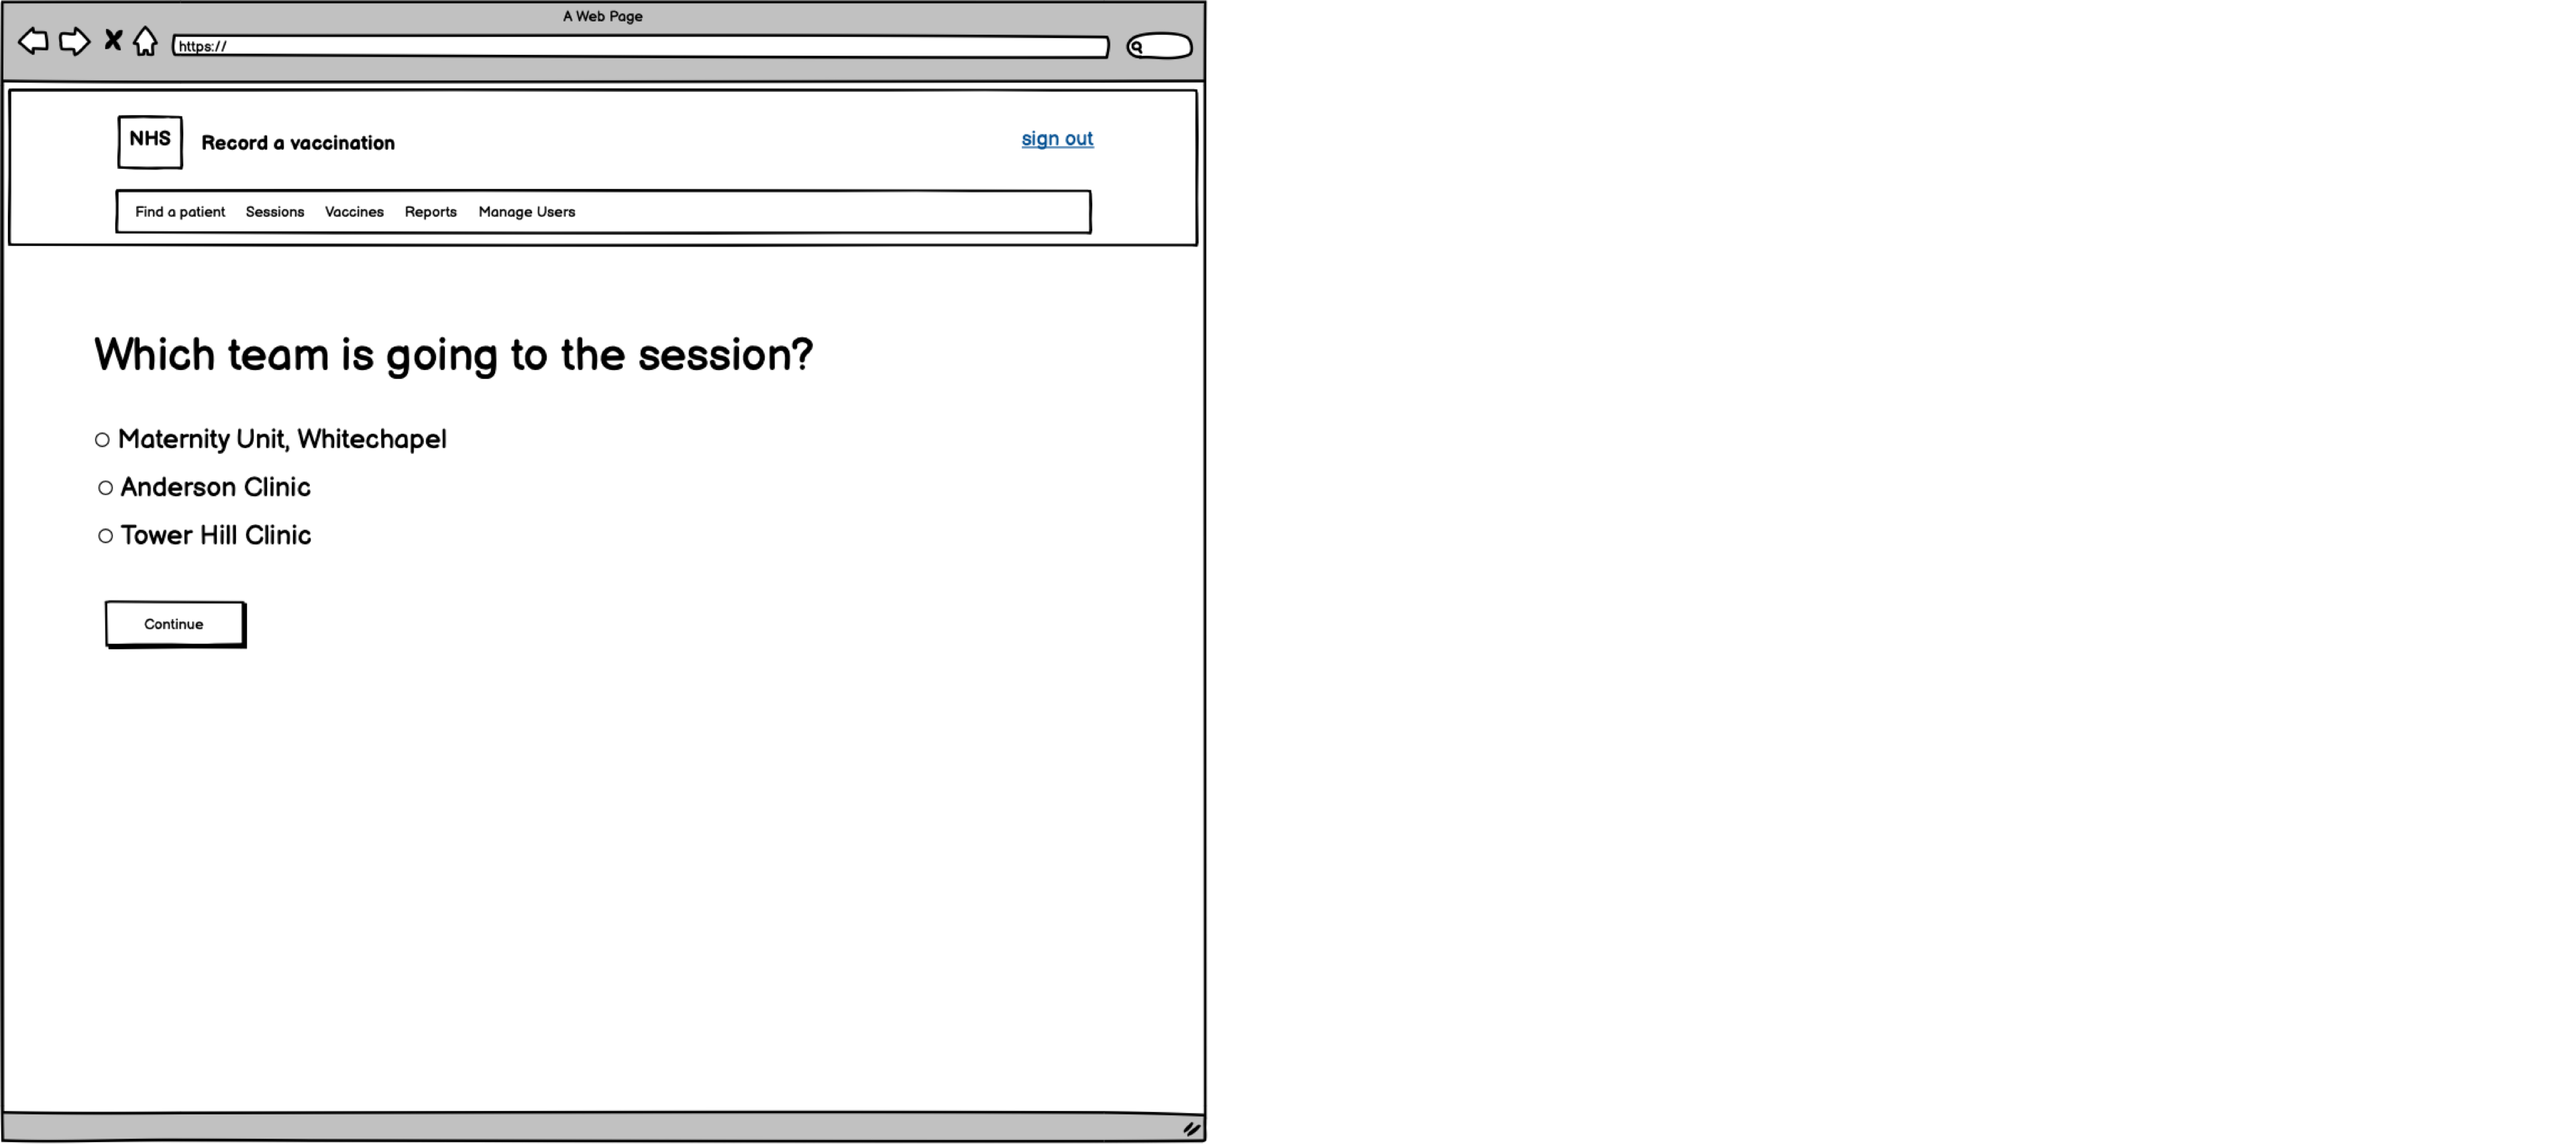 A Web Page
https://
NHS
Record a vaccination
sign out
Find a patient Sessions Vaccines Reports Manage Users
Which team is going to the session?
Maternity Unit, Whitechapel
Anderson Clinic
Tower Hill Clinic
Continue